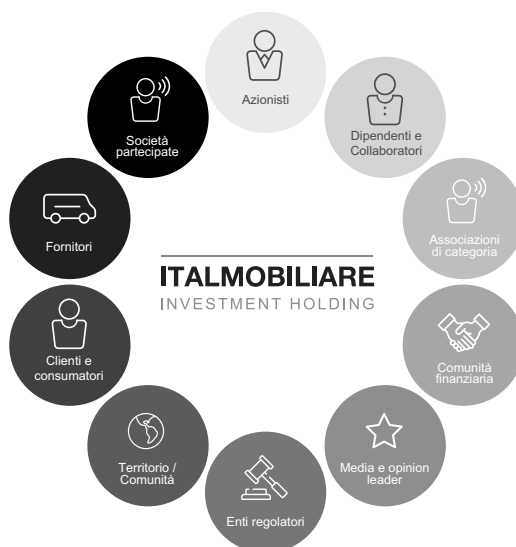 Azionisti
Dipendenti e
Collaboratori
Associazioni
di categoria
Comunità
finanziaria
Media e opinion
leader
Enti regolatori
Territorio /
Comunità
Clienti e
consumatori
Fornitori
Società
partecipate
ITALMOBILIARE
INVESTMENT HOLDING